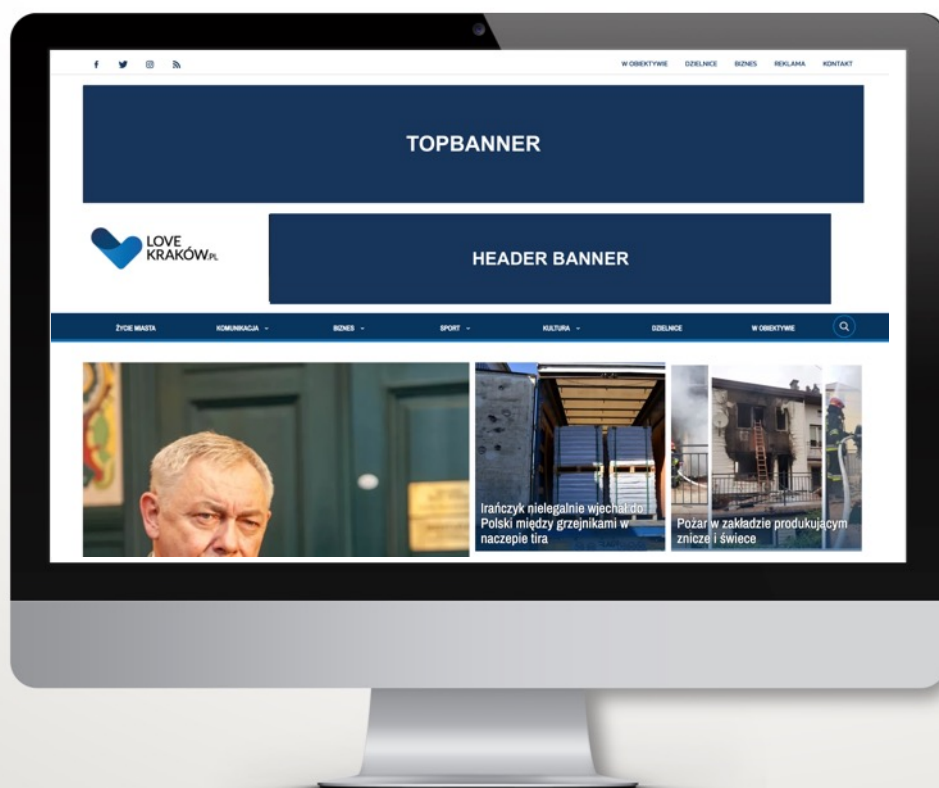 W OBIEKTYWIE DZIELNICE BIZNES REKLAMA KONTAKT
TOPBANNER
LOVE
KRAKÓW.PL
HEADER BANNER
ŻYCIE MIASTA KOMUNIKACJA BIZNES SPORT KULTURA DZIELNICE W OBIEKTYWIE
Irańczyk nielegalnie wjechał do
Polski między grzejnikami w
naczepie tira
Pożar w zakładzie produkującym
znicze i świece